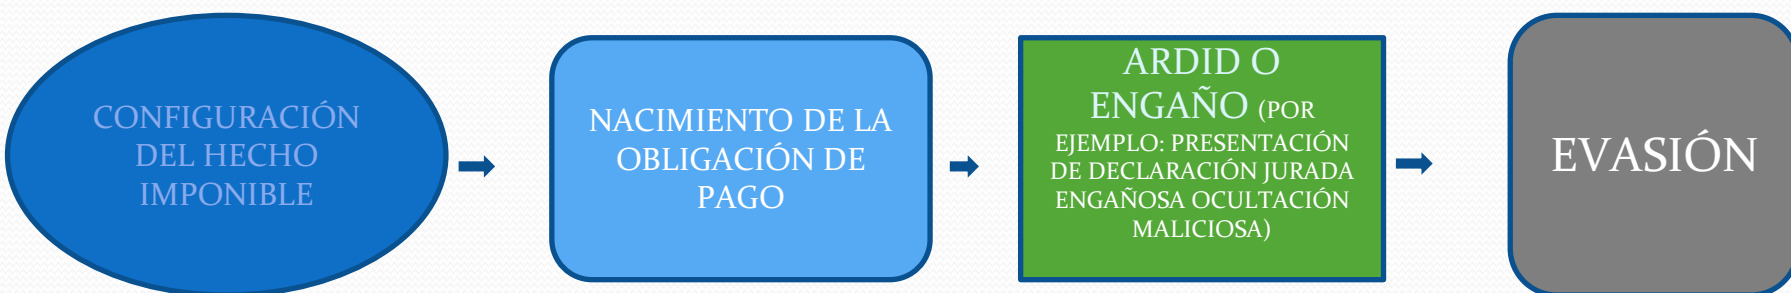 CONFIGURACIÓN
DEL HECHO
IMPONIBLE
NACIMIENTO DE LA
OBLIGACIÓN DE
PAGO
ARDID O
ENGAÑO (POR
EJEMPLO: PRESENTACIÓN
DE DECLARACIÓN JURADA
ENGAÑOSA OCULTACIÓN
MALICIOSA)
EVASIÓN